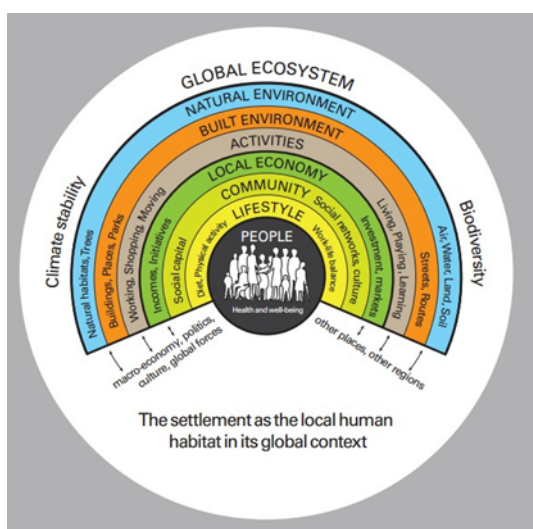 GLOBAL ECOSYSTEM
Climate stability
Biodiversity
NATURAL ENVIRONMENT
Natural habitats, Trees
Air, Water, Land, Soil
BUILT ENVIRONMENT
Buildings, Places, Parks
Streets, Routes
ACTIVITIES
Working, Shopping, Moving
Living, Playing, Learning
LOCAL ECONOMY
Incomes, Initiatives
Investment, markets
COMMUNITY
Social capital
Social networks, culture
LIFESTYLE
Diet, Physical activity
Work-life balance
PEOPLE
Health and well-being
macro-economy, politics,
culture, global forces
other places, other regions
The settlement as the local human
habitat in its global context